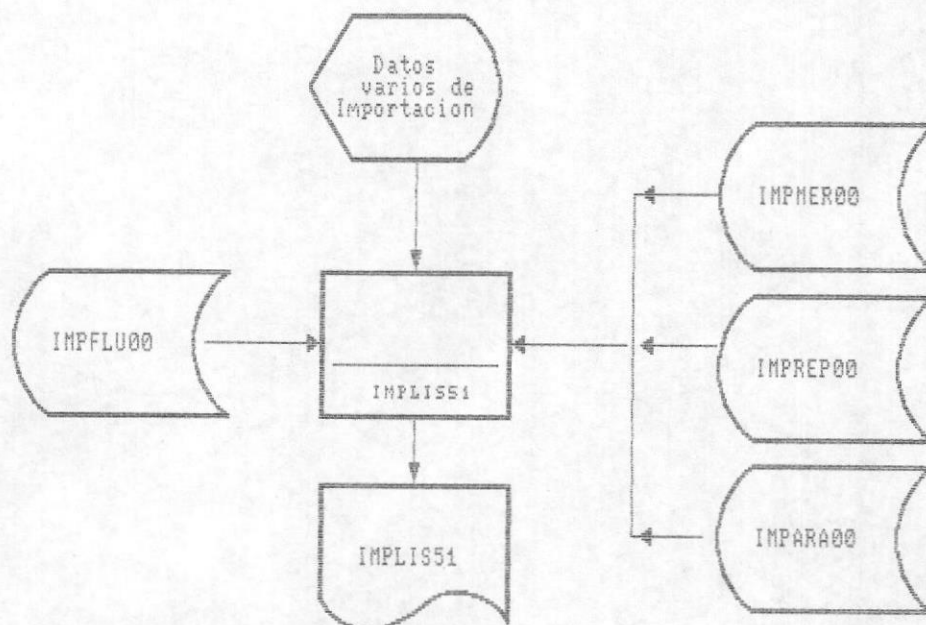 Datos
varios de
Importacion
IMPMER00
IMPFLU00
IMPREP00
IMPLIS51
IMPLIS51
IMPARA00